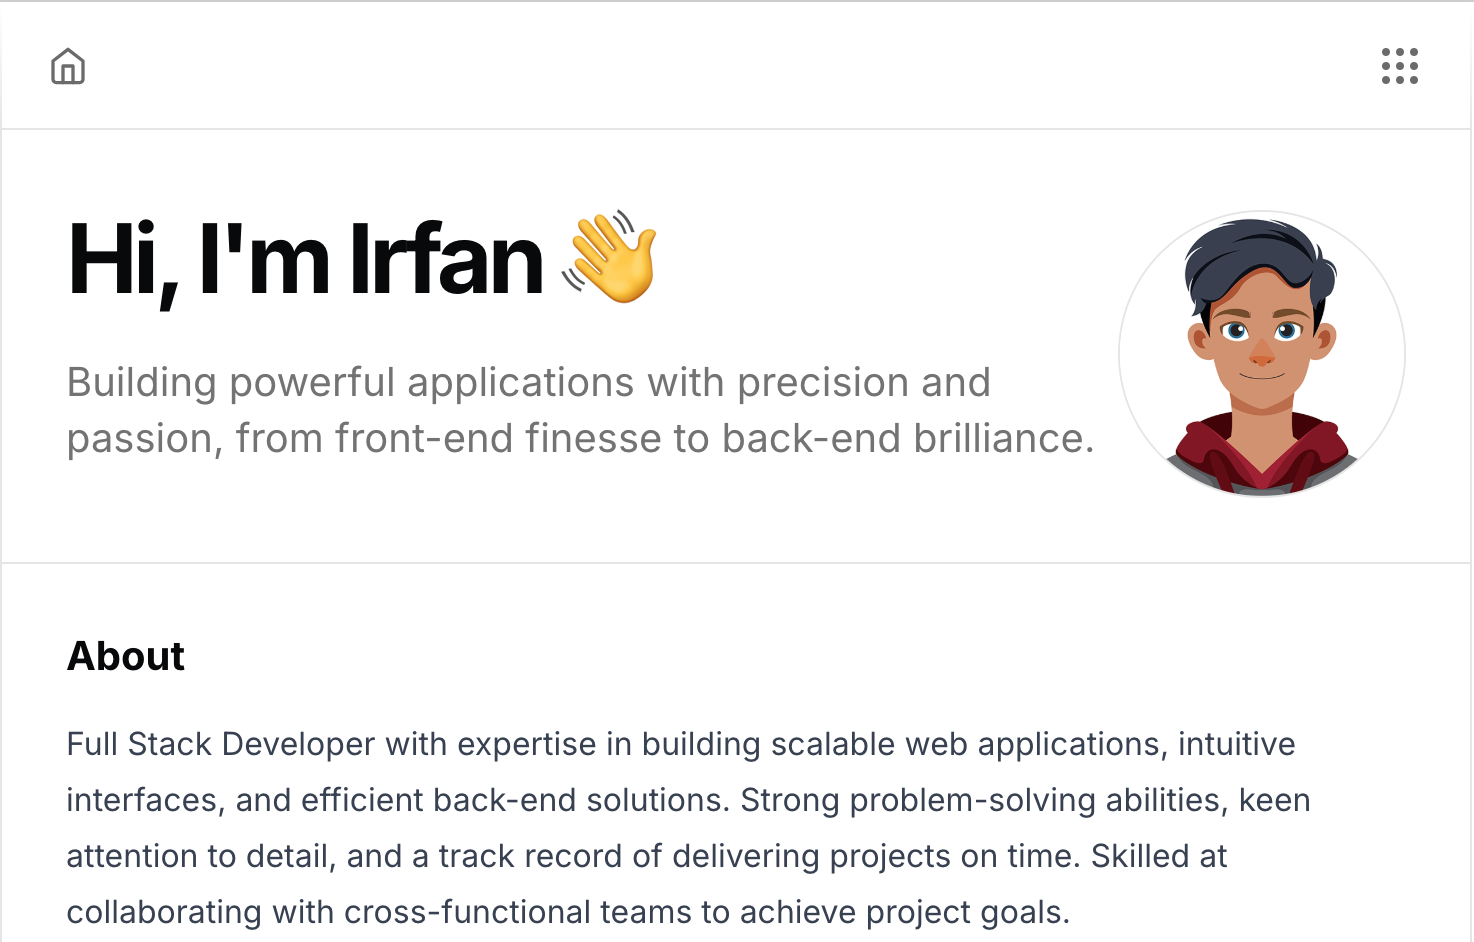 Hi, I'm Irfan 👋
Building powerful applications with precision and
passion, from front-end finesse to back-end brilliance.
About
Full Stack Developer with expertise in building scalable web applications, intuitive
interfaces, and efficient back-end solutions. Strong problem-solving abilities, keen
attention to detail, and a track record of delivering projects on time. Skilled at
collaborating with cross-functional teams to achieve project goals.